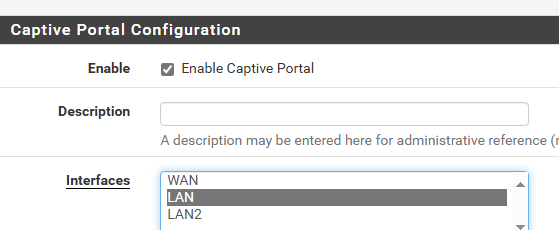 Captive Portal Configuration
Enable Enable Captive Portal
Description
A description may be entered here for administrative reference (
Interfaces WAN
LAN
LAN2